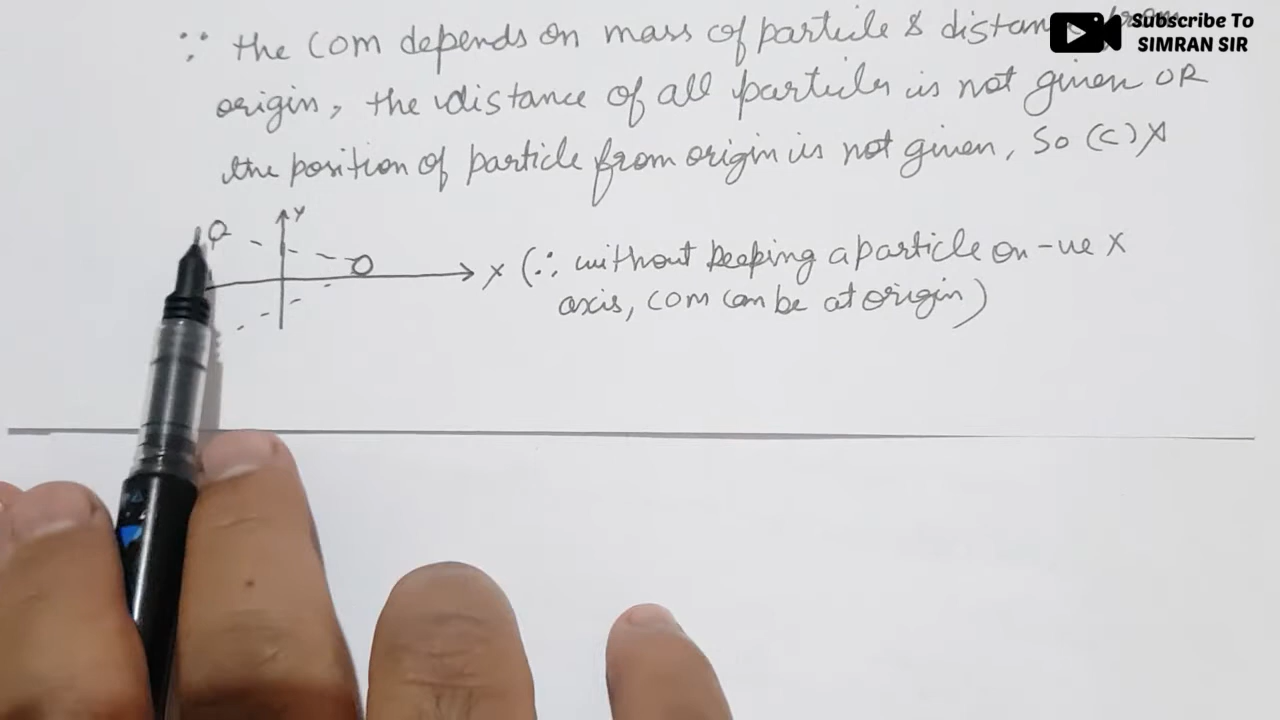 ∵ the COM depends on mass of particle & distance from
origin, the distance of all particles is not given OR
the position of particle from origin is not given, So (C) X
Y
X (∵ without keeping a particle on -ve X
axis, COM can be at origin)
Subscribe To
SIMRAN SIR